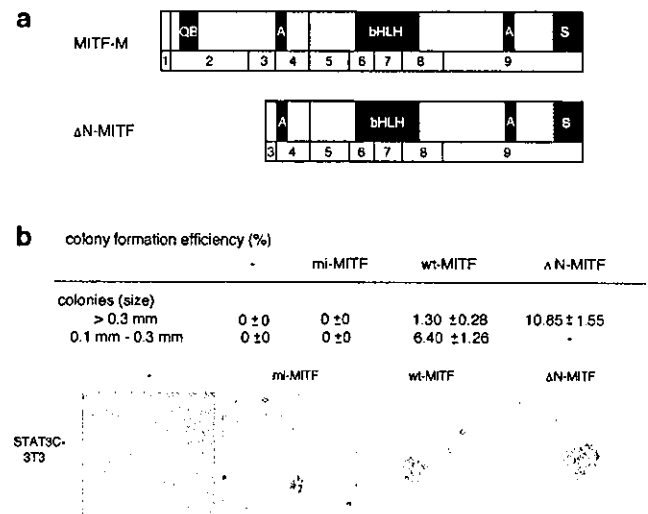 a
MITF-M
QB A bHLH A S
1 2 3 4 5 6 7 8 9
ΔN-MITF
A bHLH A S
3 4 5 6 7 8 9
b colony formation efficiency (%)
- mi-MITF wt-MITF ΔN-MITF
colonies (size)
> 0.3 mm 0 ±0 0 ±0 1.30 ±0.28 10.85 ± 1.55
0.1 mm - 0.3 mm 0 ±0 0 ±0 6.40 ±1.26 -
- mi-MITF wt-MITF ΔN-MITF
STAT3C-
3T3